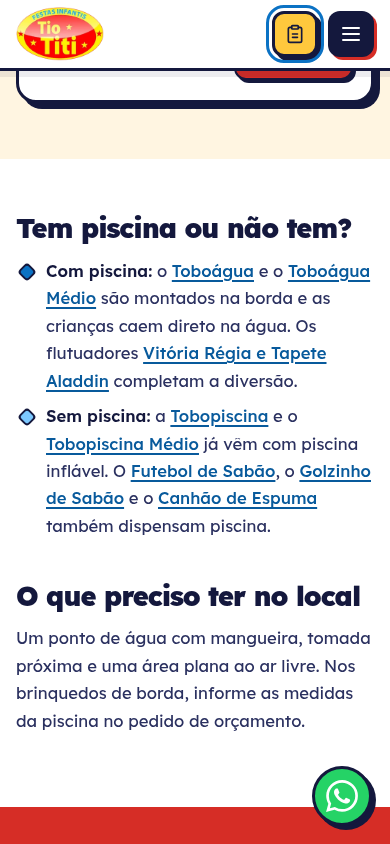 FESTAS INFANTIS
Tio
Titi
Tem piscina ou não tem?
Com piscina: o Toboágua e o Toboágua
Médio são montados na borda e as
crianças caem direto na água. Os
flutuadores Vitória Régia e Tapete
Aladdin completam a diversão.
Sem piscina: a Tobopiscina e o
Tobopiscina Médio já vêm com piscina
inflável. O Futebol de Sabão, o Golzinho
de Sabão e o Canhão de Espuma
também dispensam piscina.
O que preciso ter no local
Um ponto de água com mangueira, tomada
próxima e uma área plana ao ar livre. Nos
brinquedos de borda, informe as medidas
da piscina no pedido de orçamento.